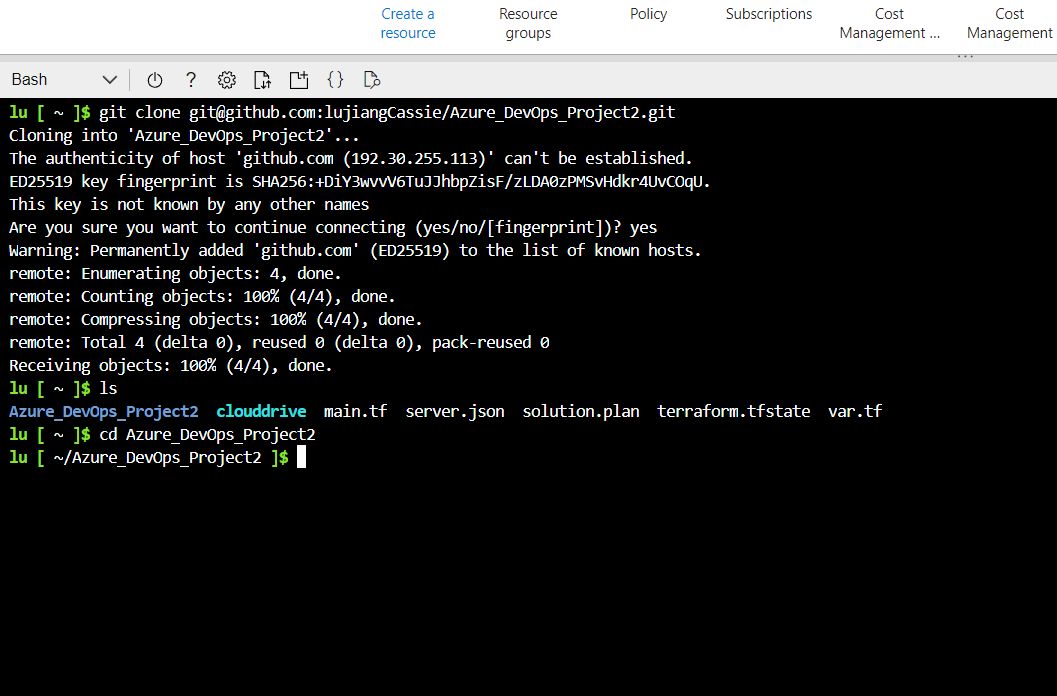 Create a resource
Resource groups
Policy
Subscriptions
Cost Management ...
Cost Management
Bash
lu [ ~ ]$ git clone git@github.com:lujiangCassie/Azure_DevOps_Project2.git
Cloning into 'Azure_DevOps_Project2'...
The authenticity of host 'github.com (192.30.255.113)' can't be established.
ED25519 key fingerprint is SHA256:+DiY3wvvV6TuJJhbpZisF/zLDA0zPMSvHdkr4UvCOqU.
This key is not known by any other names
Are you sure you want to continue connecting (yes/no/[fingerprint])? yes
Warning: Permanently added 'github.com' (ED25519) to the list of known hosts.
remote: Enumerating objects: 4, done.
remote: Counting objects: 100% (4/4), done.
remote: Compressing objects: 100% (4/4), done.
remote: Total 4 (delta 0), reused 0 (delta 0), pack-reused 0
Receiving objects: 100% (4/4), done.
lu [ ~ ]$ ls
Azure_DevOps_Project2  clouddrive  main.tf  server.json  solution.plan  terraform.tfstate  var.tf
lu [ ~ ]$ cd Azure_DevOps_Project2
lu [ ~/Azure_DevOps_Project2 ]$